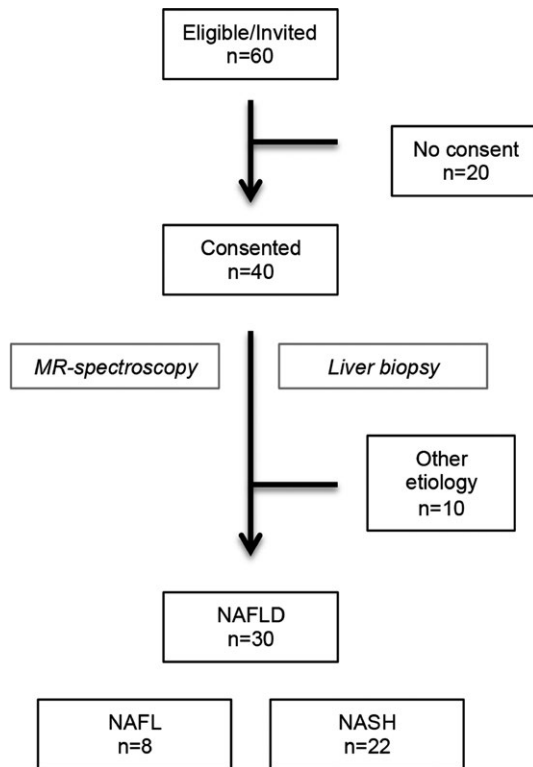 Eligible/Invited
n=60
No consent
n=20
Consented
n=40
MR-spectroscopy
Liver biopsy
Other
etiology
n=10
NAFLD
n=30
NAFL
n=8
NASH
n=22